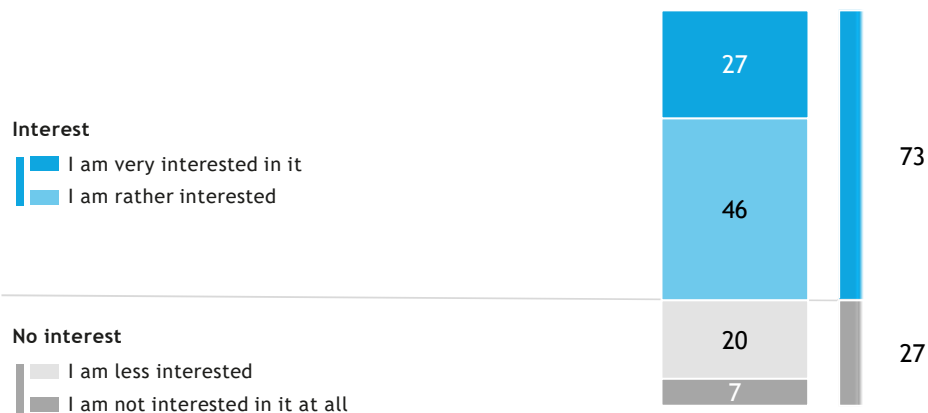 27
Interest
I am very interested in it
73
I am rather interested
46
No interest
20
27
I am less interested
7
I am not interested in it at all